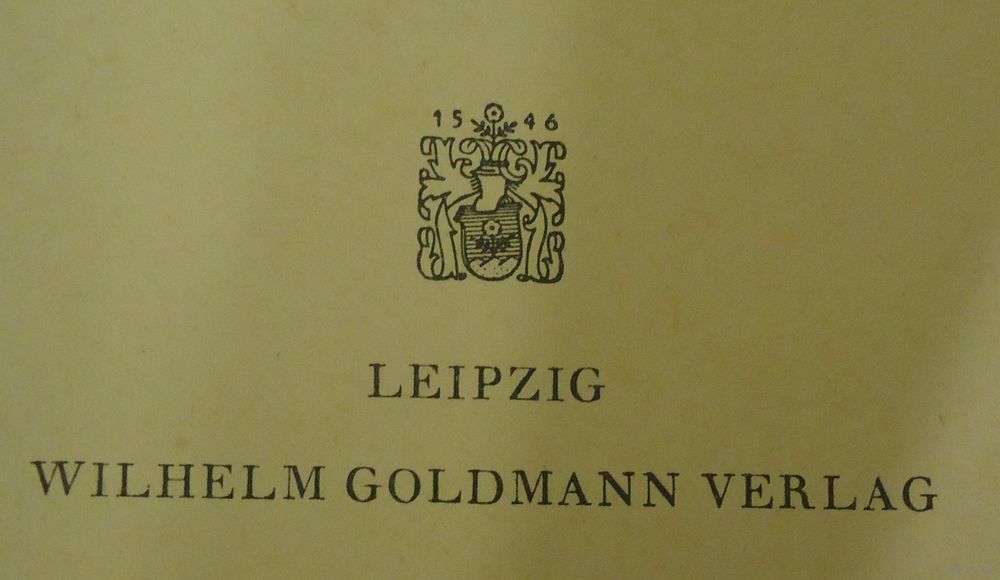 15 46
LEIPZIG
WILHELM GOLDMANN VERLAG